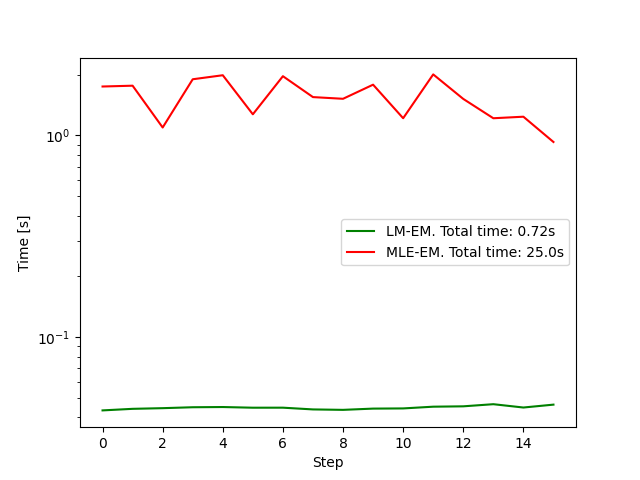 10⁰
Time [s]
LM-EM. Total time: 0.72s
MLE-EM. Total time: 25.0s
10⁻¹
0 2 4 6 8 10 12 14
Step